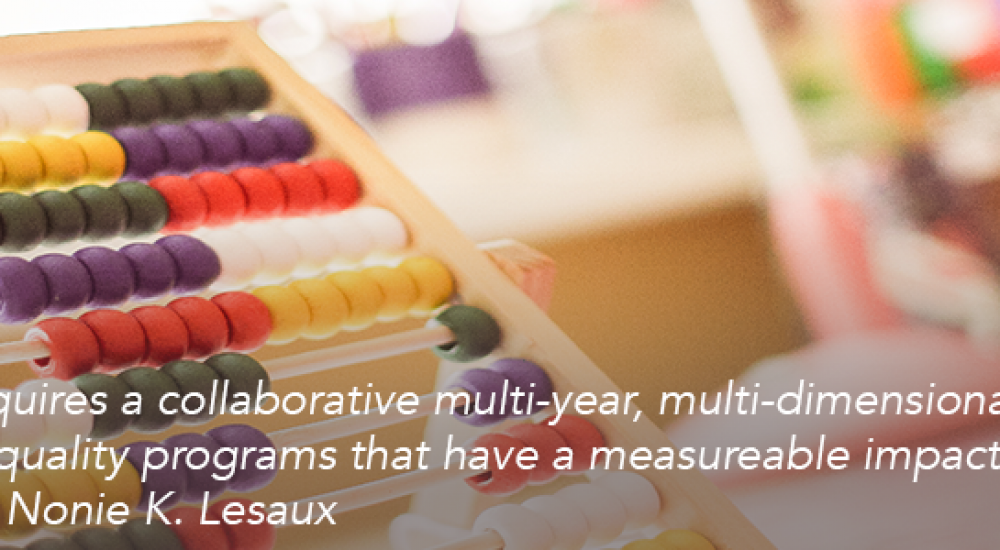 quires a collaborative multi-year, multi-dimensiona
quality programs that have a measureable impact
Nonie K. Lesaux